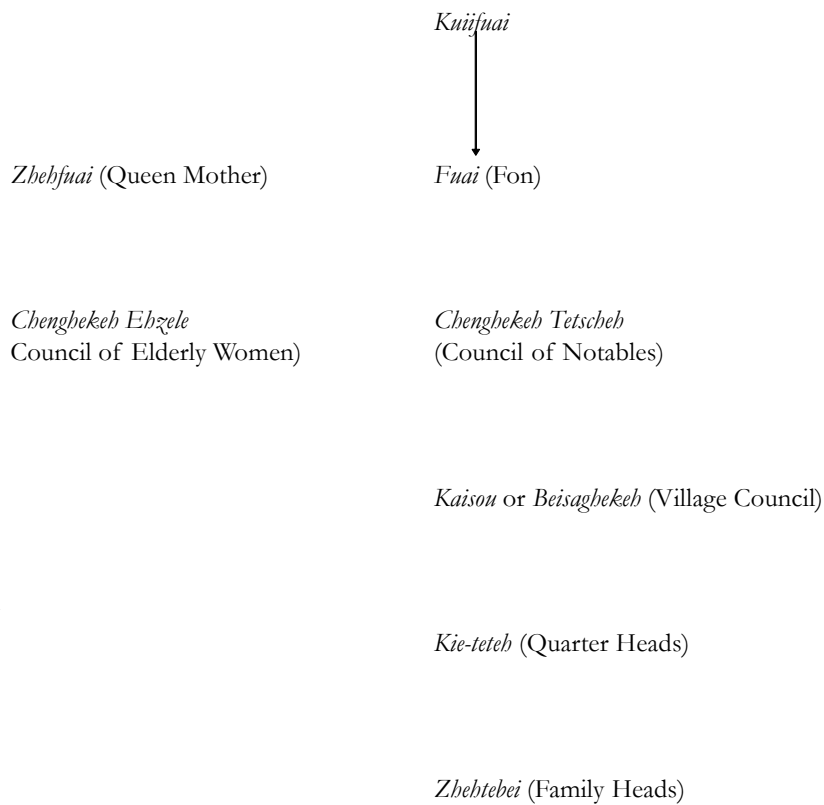 Kuiifuai
Zhehfuai (Queen Mother)
Fuai (Fon)
Chenghekeh Ehzele
Council of Elderly Women)
Chenghekeh Tetscheh
(Council of Notables)
Kaisou or Beisaghekeh (Village Council)
Kie-teteh (Quarter Heads)
Zhehtebei (Family Heads)